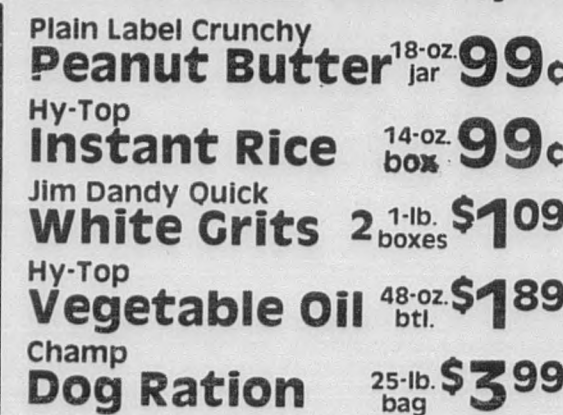 Plain Label Crunchy
Peanut Butter 18-oz. jar 99¢
Hy-Top
Instant Rice 14-oz. box 99¢
Jim Dandy Quick
White Grits 2 1-lb. boxes $1 09
Hy-Top
Vegetable Oil 48-oz. btl. $1 89
Champ
Dog Ration 25-lb. bag $3 99